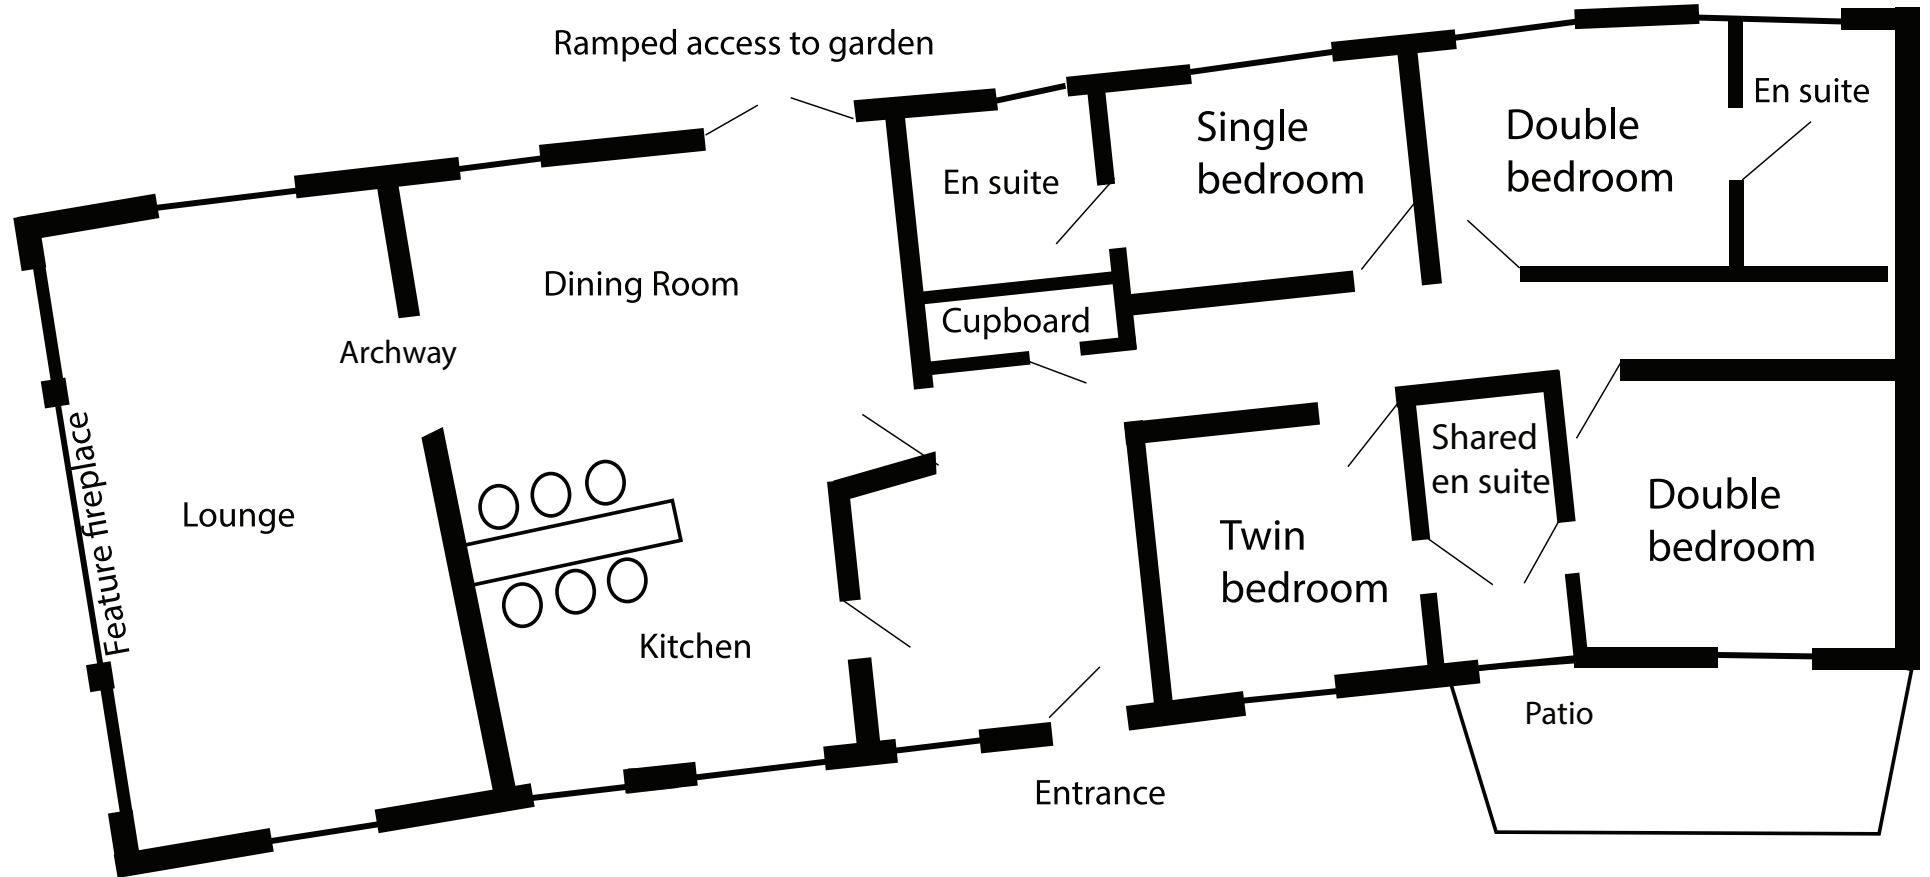 Ramped access to garden
En suite
Single
bedroom
Double
bedroom
En suite
Dining Room
Cupboard
Archway
Feature fireplace
Lounge
Shared
en suite
Twin
bedroom
Double
bedroom
Kitchen
Patio
Entrance